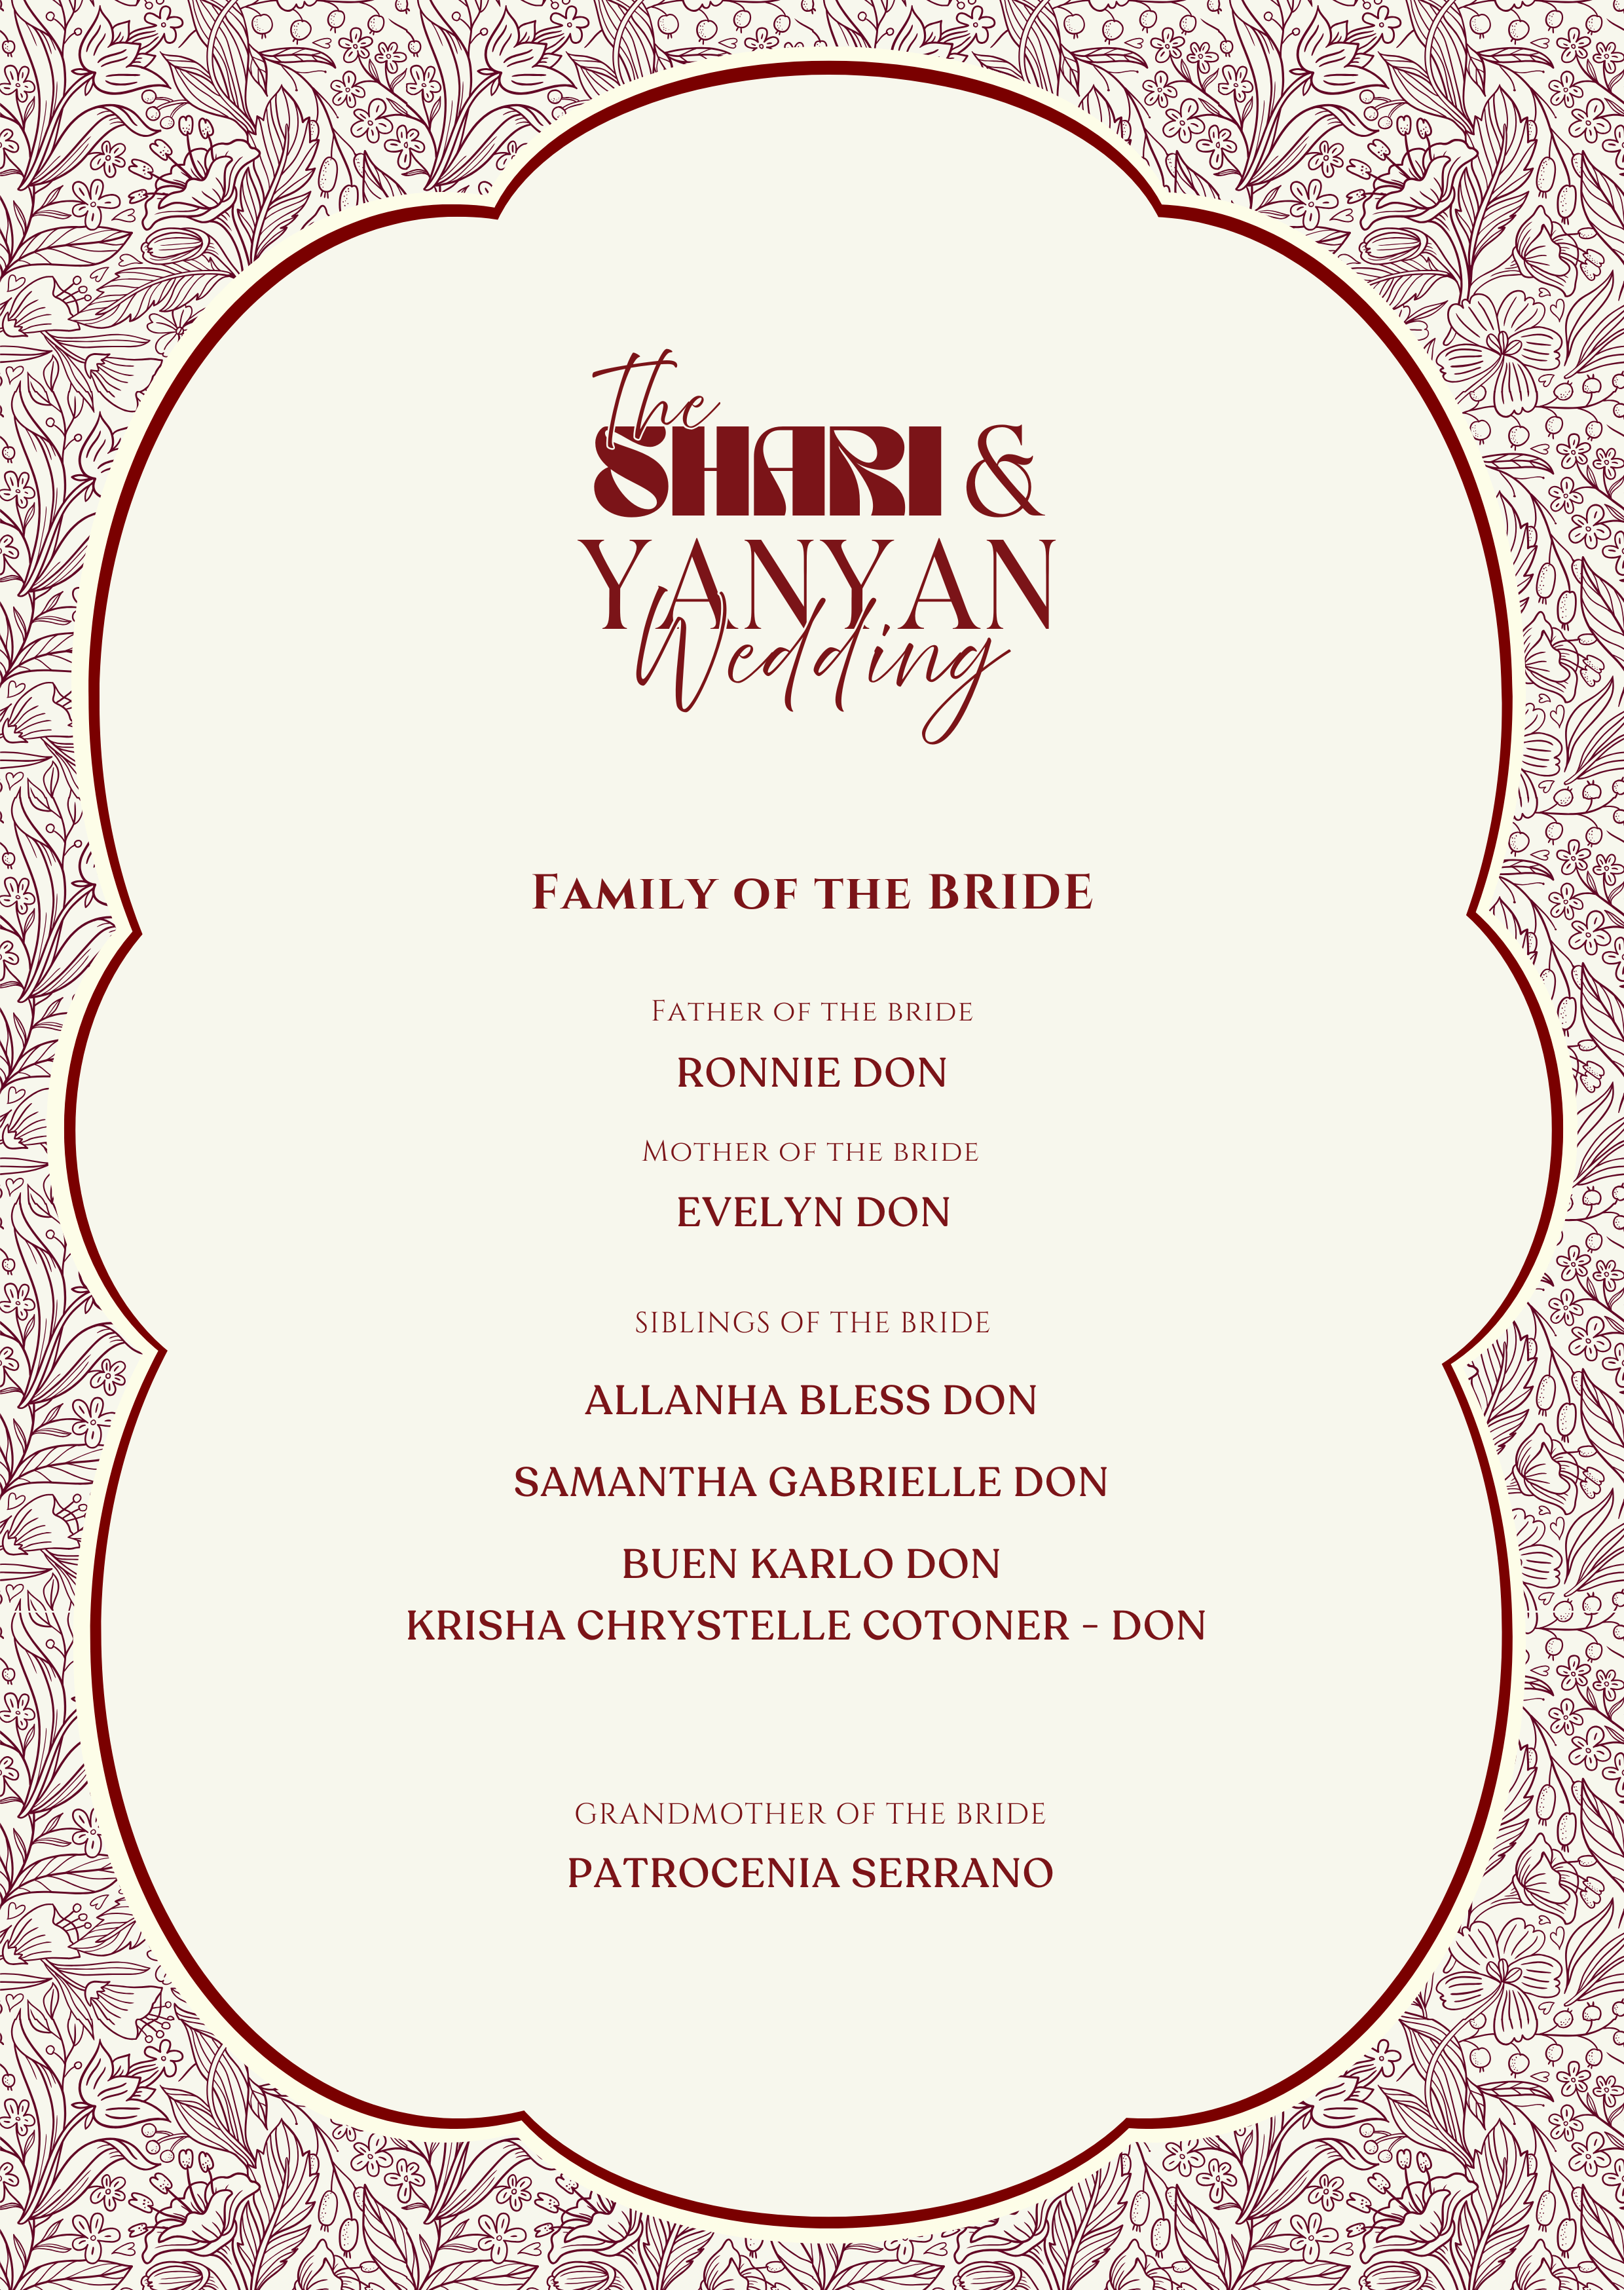 The
SHARI &
YANYAN
Wedding
FAMILY OF THE BRIDE
FATHER OF THE BRIDE
RONNIE DON
MOTHER OF THE BRIDE
EVELYN DON
SIBLINGS OF THE BRIDE
ALLANHA BLESS DON
SAMANTHA GABRIELLE DON
BUEN KARLO DON
KRISHA CHRYSTELLE COTONER - DON
GRANDMOTHER OF THE BRIDE
PATROCENIA SERRANO